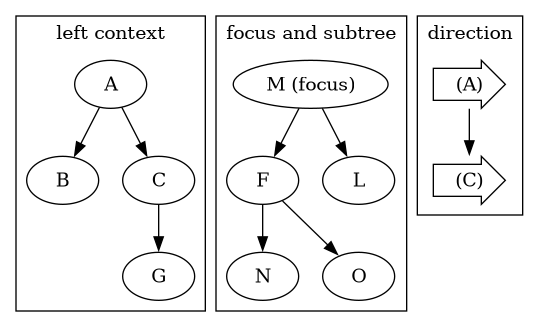 left context
A
B
C
G
focus and subtree
M (focus)
F
L
N
O
direction
(A)
(C)